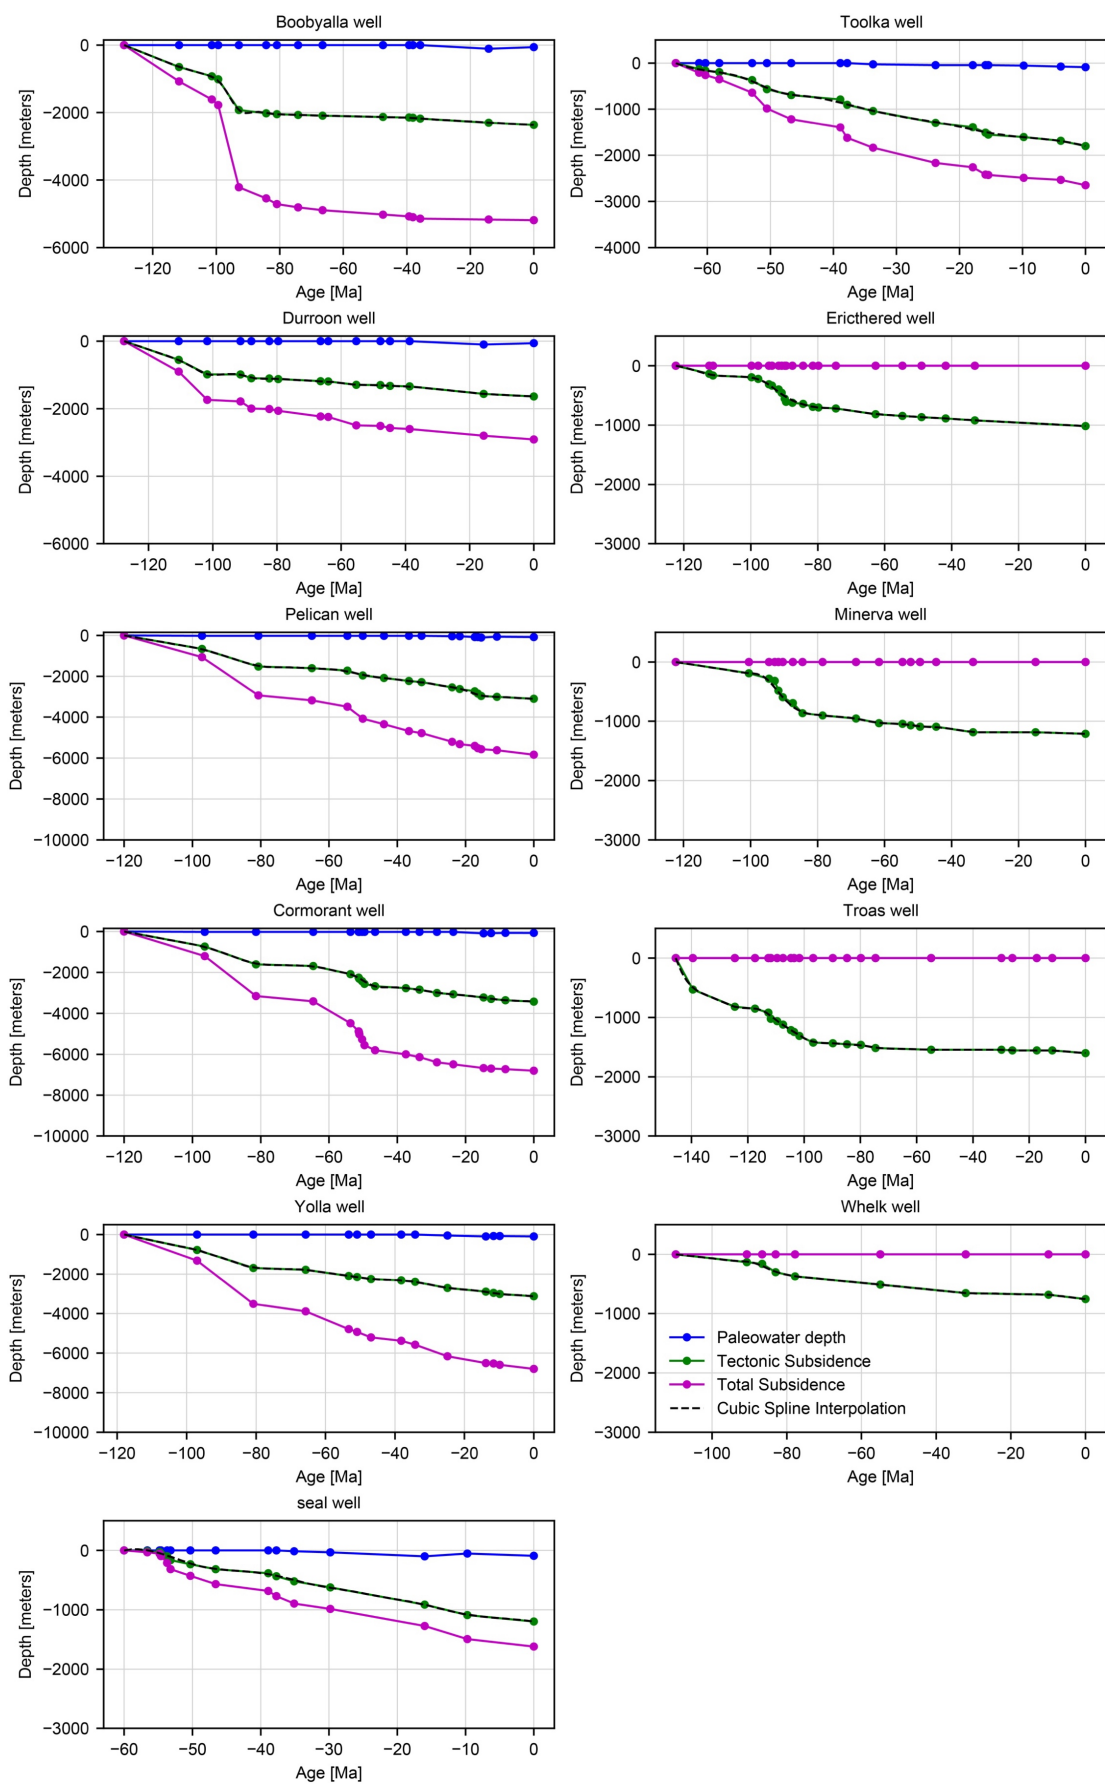 Boobyalla well
0
−2000
−4000
−6000
Depth [meters]
−120 −100 −80 −60 −40 −20 0
Age [Ma]
Toolka well
0
−1000
−2000
−3000
−4000
Depth [meters]
−60 −50 −40 −30 −20 −10 0
Age [Ma]
Durroon well
0
−2000
−4000
−6000
Depth [meters]
−120 −100 −80 −60 −40 −20 0
Age [Ma]
Ericthered well
0
−1000
−2000
−3000
Depth [meters]
−120 −100 −80 −60 −40 −20 0
Age [Ma]
Pelican well
0
−2000
−4000
−6000
−8000
−10000
Depth [meters]
−120 −100 −80 −60 −40 −20 0
Age [Ma]
Minerva well
0
−1000
−2000
−3000
Depth [meters]
−120 −100 −80 −60 −40 −20 0
Age [Ma]
Cormorant well
0
−2000
−4000
−6000
−8000
−10000
Depth [meters]
−120 −100 −80 −60 −40 −20 0
Age [Ma]
Troas well
0
−1000
−2000
−3000
Depth [meters]
−140 −120 −100 −80 −60 −40 −20 0
Age [Ma]
Yolla well
0
−2000
−4000
−6000
−8000
−10000
Depth [meters]
−120 −100 −80 −60 −40 −20 0
Age [Ma]
Whelk well
0
−1000
−2000
−3000
Depth [meters]
Paleowater depth
Tectonic Subsidence
Total Subsidence
Cubic Spline Interpolation
−100 −80 −60 −40 −20 0
Age [Ma]
seal well
0
−1000
−2000
−3000
Depth [meters]
−60 −50 −40 −30 −20 −10 0
Age [Ma]